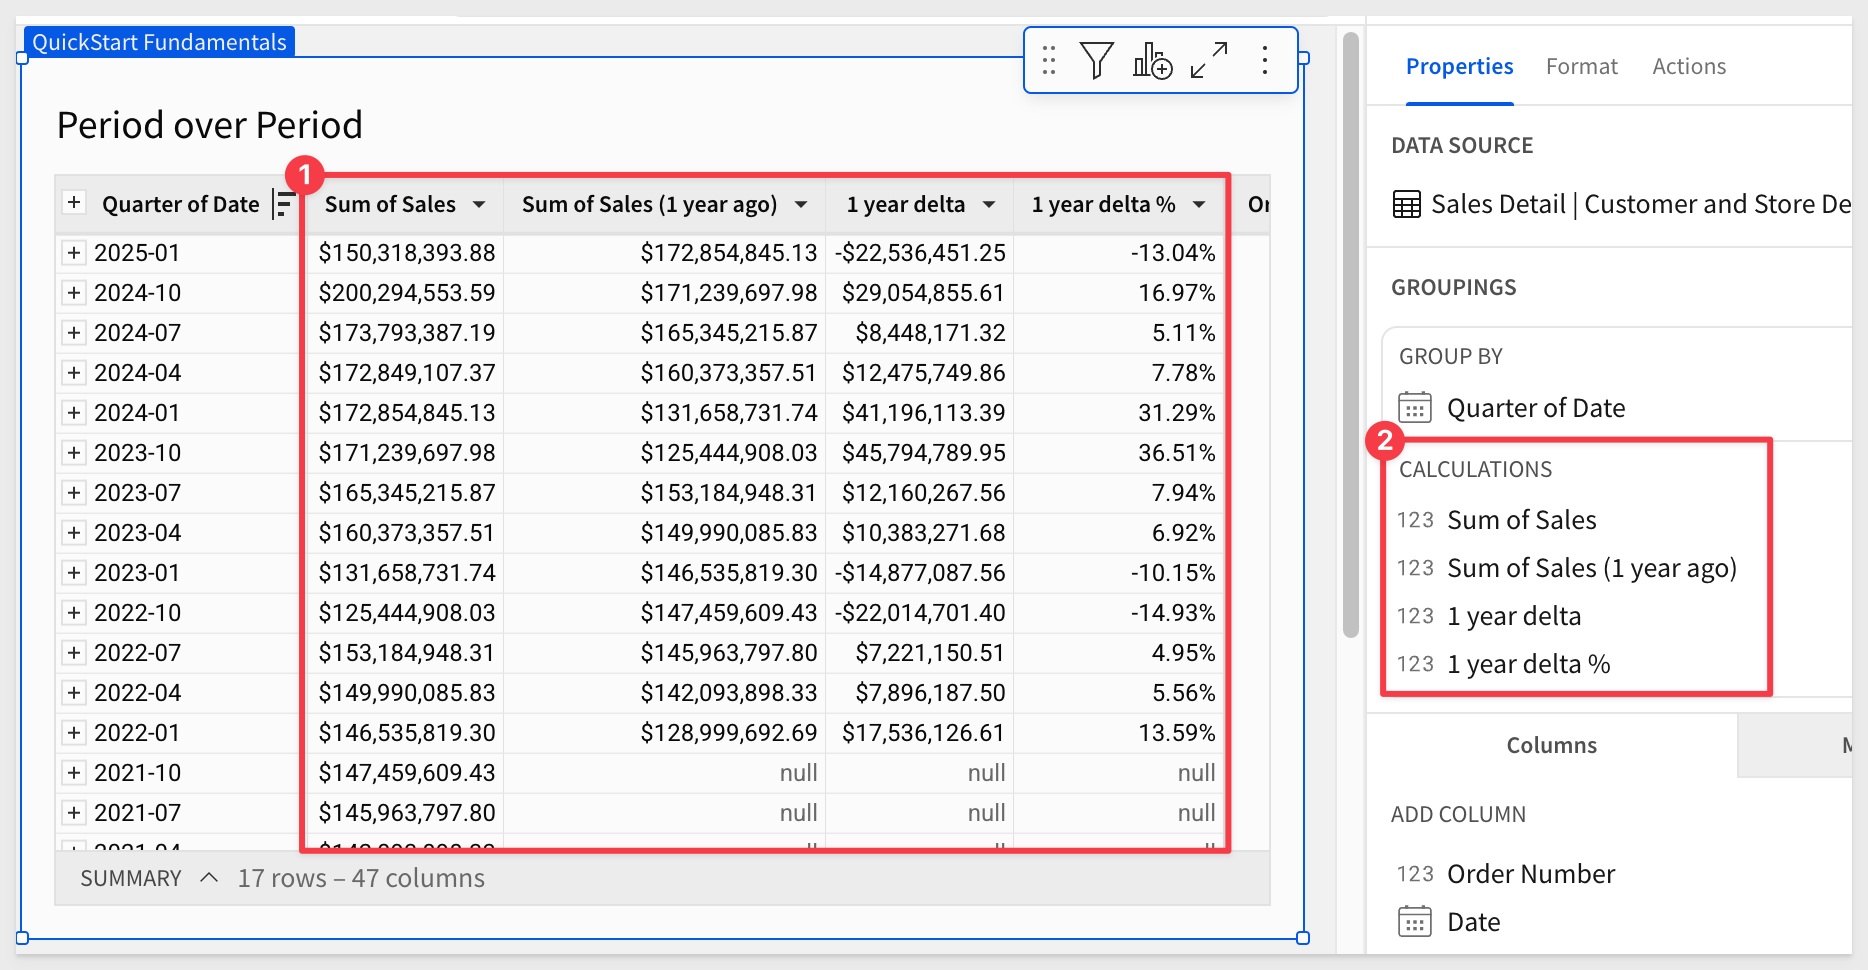 QuickStart Fundamentals
Period over Period
1
Quarter of Date Sum of Sales Sum of Sales (1 year ago) 1 year delta 1 year delta %
2025-01 $150,318,393.88 $172,854,845.13 -$22,536,451.25 -13.04%
2024-10 $200,294,553.59 $171,239,697.98 $29,054,855.61 16.97%
2024-07 $173,793,387.19 $165,345,215.87 $8,448,171.32 5.11%
2024-04 $172,849,107.37 $160,373,357.51 $12,475,749.86 7.78%
2024-01 $172,854,845.13 $131,658,731.74 $41,196,113.39 31.29%
2023-10 $171,239,697.98 $125,444,908.03 $45,794,789.95 36.51%
2023-07 $165,345,215.87 $153,184,948.31 $12,160,267.56 7.94%
2023-04 $160,373,357.51 $149,990,085.83 $10,383,271.68 6.92%
2023-01 $131,658,731.74 $146,535,819.30 -$14,877,087.56 -10.15%
2022-10 $125,444,908.03 $147,459,609.43 -$22,014,701.40 -14.93%
2022-07 $153,184,948.31 $145,963,797.80 $7,221,150.51 4.95%
2022-04 $149,990,085.83 $142,093,898.33 $7,896,187.50 5.56%
2022-01 $146,535,819.30 $128,999,692.69 $17,536,126.61 13.59%
2021-10 $147,459,609.43 null null null
2021-07 $145,963,797.80 null null null
SUMMARY 17 rows – 47 columns
Properties Format Actions
DATA SOURCE
Sales Detail | Customer and Store De
GROUPINGS
GROUP BY
Quarter of Date
2
CALCULATIONS
123 Sum of Sales
123 Sum of Sales (1 year ago)
123 1 year delta
123 1 year delta %
Columns
ADD COLUMN
123 Order Number
Date